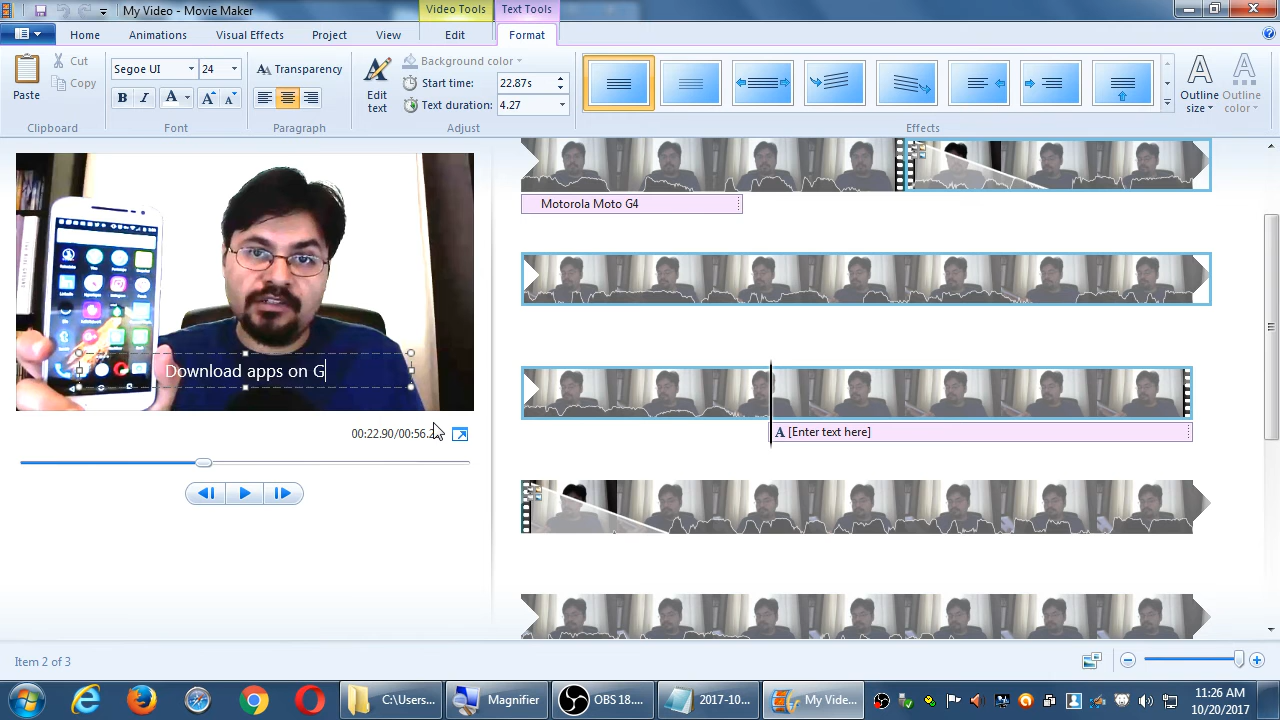 My Video - Movie Maker
Video Tools
Text Tools
Home
Animations
Visual Effects
Project
View
Edit
Format
Paste
Cut
Copy
Clipboard
Segoe UI
24
Transparency
B I A A A
Font
Paragraph
Edit text
Background color
Start time: 22.87s
Text duration: 4.27
Adjust
Effects
Outline size
Outline color
Download apps on G
00:22.90/00:56.2
Motorola Moto G4
A [Enter text here]
Item 2 of 3
C:\Users...
Magnifier
OBS 18....
2017-10...
My Vide...
11:26 AM
10/20/2017